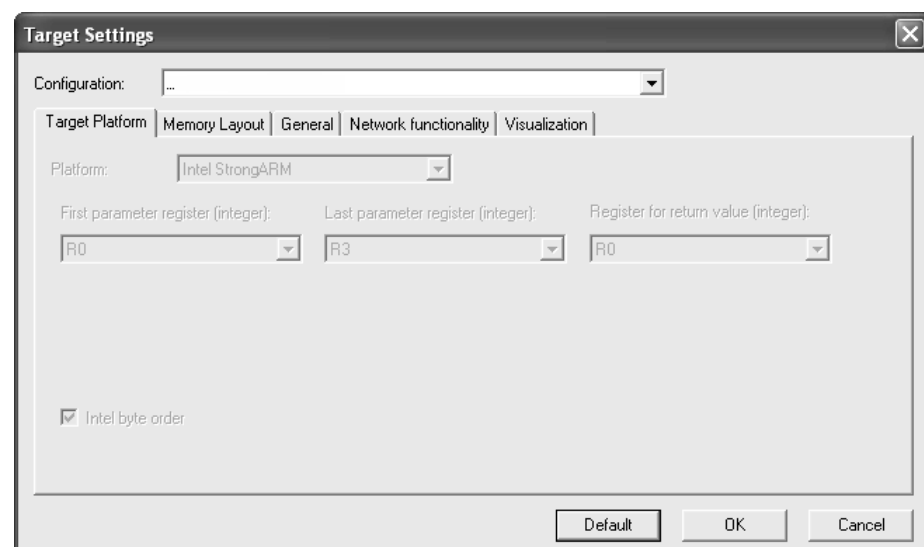 Target Settings
Configuration: ...
Target Platform Memory Layout General Network functionality Visualization
Platform: Intel StrongARM
First parameter register (integer): Last parameter register (integer): Register for return value (integer):
R0 R3 R0
Intel byte order
Default OK Cancel